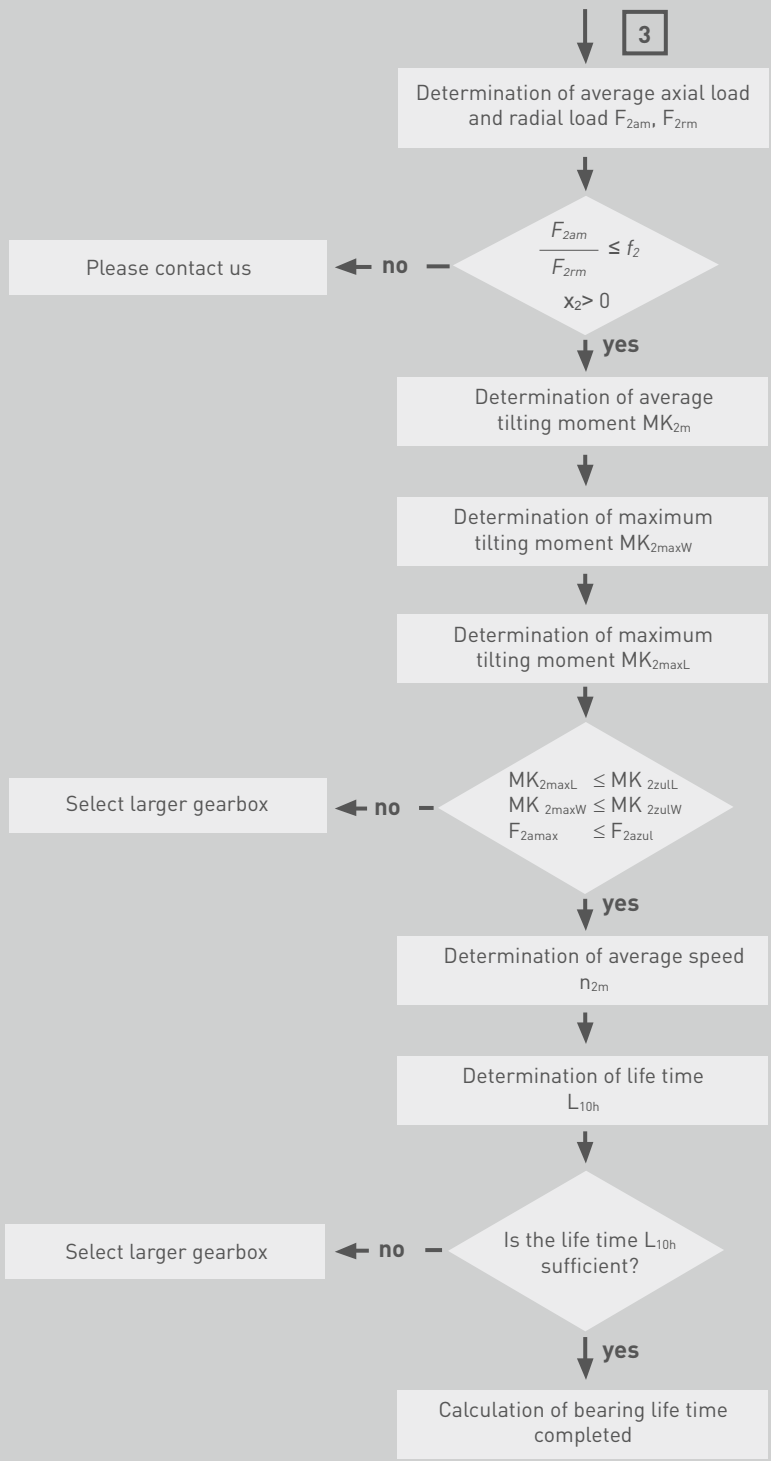 3
Determination of average axial load
and radial load F₂ₐₘ, F₂ᵣₘ
F₂ₐₘ
F₂ᵣₘ
≤ f₂
x₂> 0
Please contact us
no
yes
Determination of average
tilting moment MK₂ₘ
Determination of maximum
tilting moment MK2maxW
Determination of maximum
tilting moment MK2maxL
MK2maxL ≤ MK 2zulL
MK 2maxW ≤ MK 2zulW
F2amax ≤ F2azul
Select larger gearbox
no
yes
Determination of average speed
n₂ₘ
Determination of life time
L10h
Is the life time L10h
sufficient?
Select larger gearbox
no
yes
Calculation of bearing life time
completed